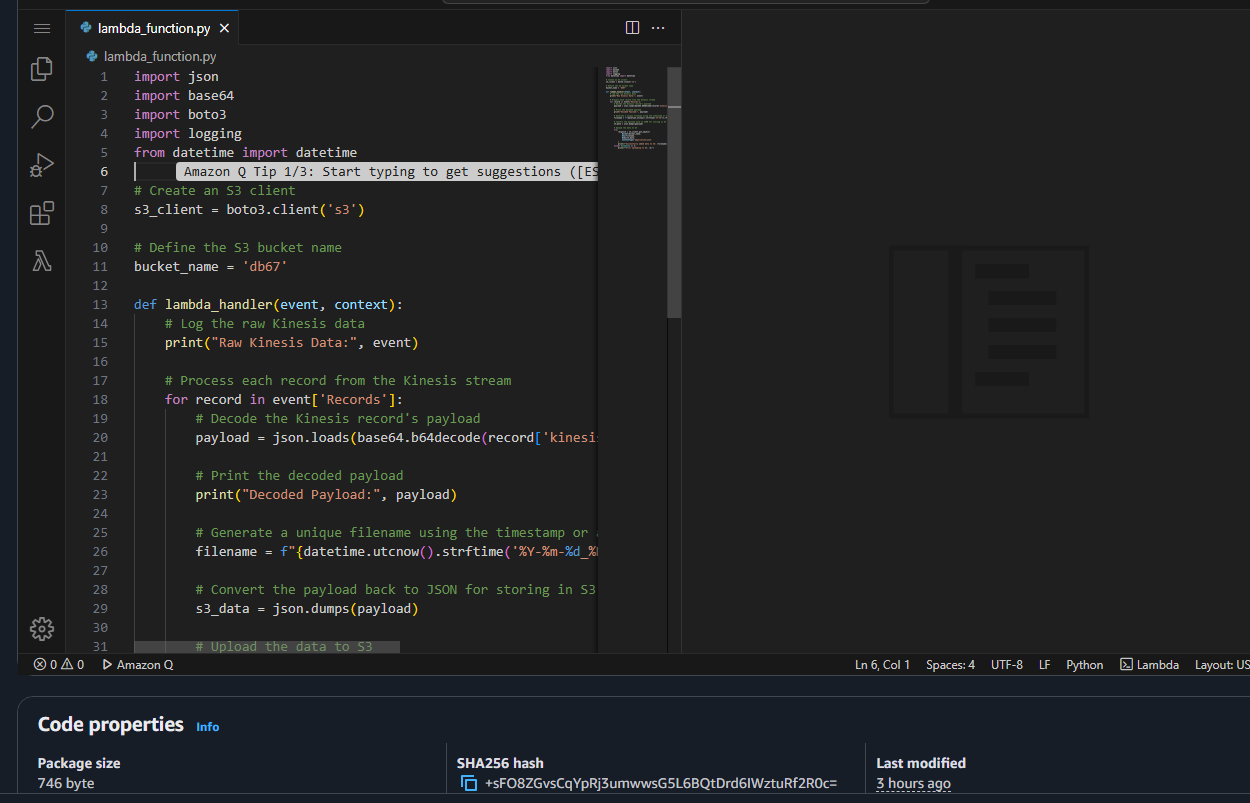 lambda_function.py
lambda_function.py
1 import json
2 import base64
3 import boto3
4 import logging
5 from datetime import datetime
6 Amazon Q Tip 1/3: Start typing to get suggestions ([ES
7 # Create an S3 client
8 s3_client = boto3.client('s3')
9
10 # Define the S3 bucket name
11 bucket_name = 'db67'
12
13 def lambda_handler(event, context):
14 # Log the raw Kinesis data
15 print("Raw Kinesis Data:", event)
16
17 # Process each record from the Kinesis stream
18 for record in event['Records']:
19 # Decode the Kinesis record's payload
20 payload = json.loads(base64.b64decode(record['kinesis
21
22 # Print the decoded payload
23 print("Decoded Payload:", payload)
24
25 # Generate a unique filename using the timestamp or
26 filename = f"{datetime.utcnow().strftime('%Y-%m-%d_%
27
28 # Convert the payload back to JSON for storing in S3
29 s3_data = json.dumps(payload)
30
31 # Upload the data to S3
0 0 Amazon Q Ln 6, Col 1 Spaces: 4 UTF-8 LF Python Lambda Layout: US
Code properties Info
Package size
746 byte
SHA256 hash
+sFO8ZGvsCqYpRj3umwwsG5L6BQtDrd6IWztuRf2R0c=
Last modified
3 hours ago